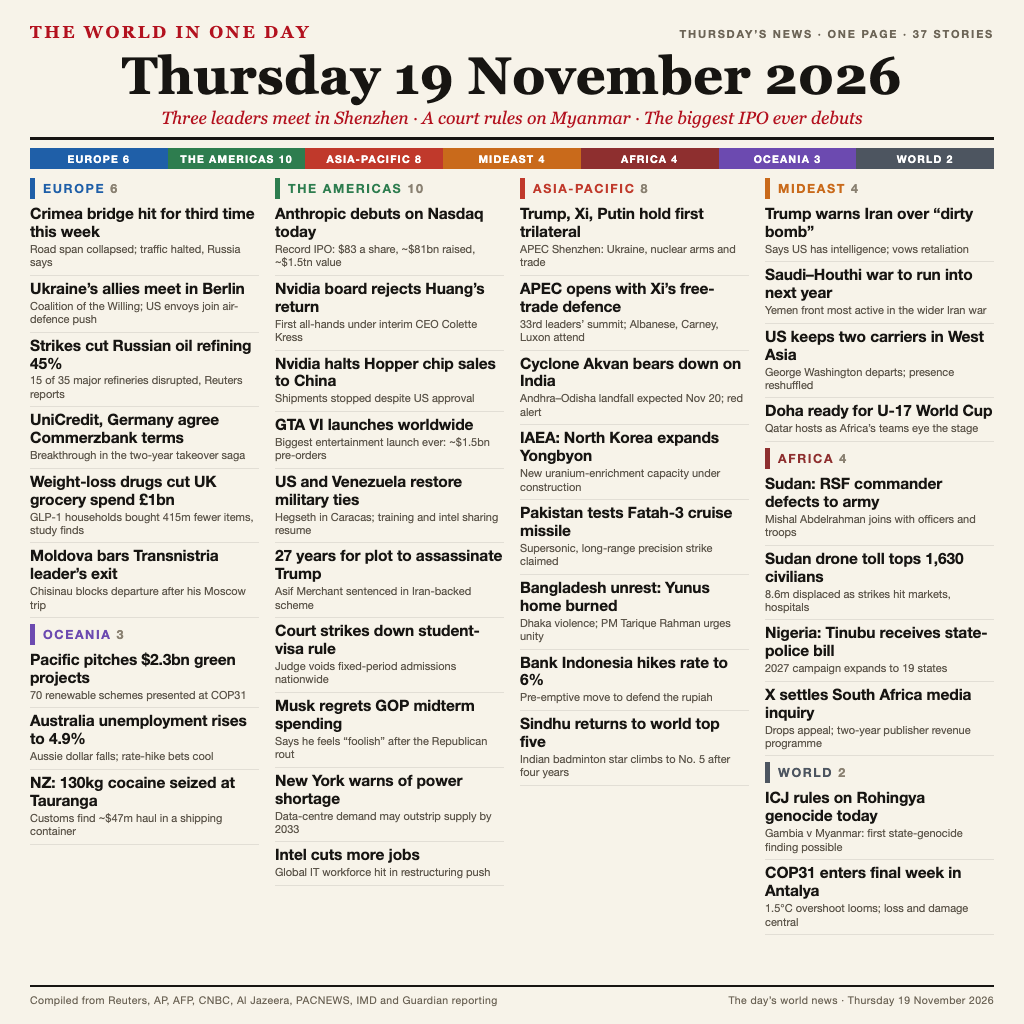 THE WORLD IN ONE DAY
THURSDAY'S NEWS · ONE PAGE · 37 STORIES
Thursday 19 November 2026
Three leaders meet in Shenzhen · A court rules on Myanmar · The biggest IPO ever debuts
EUROPE 6
THE AMERICAS 10
ASIA-PACIFIC 8
MIDEAST 4
AFRICA 4
OCEANIA 3
WORLD 2
EUROPE 6
Crimea bridge hit for third time
this week
Road span collapsed; traffic halted, Russia
says
Ukraine's allies meet in Berlin
Coalition of the Willing; US envoys join air-
defence push
Strikes cut Russian oil refining
45%
15 of 35 major refineries disrupted, Reuters
reports
UniCredit, Germany agree
Commerzbank terms
Breakthrough in the two-year takeover saga
Weight-loss drugs cut UK
grocery spend £1bn
GLP-1 households bought 415m fewer items,
study finds
Moldova bars Transnistria
leader's exit
Chisinau blocks departure after his Moscow
trip
OCEANIA 3
Pacific pitches $2.3bn green
projects
70 renewable schemes presented at COP31
Australia unemployment rises
to 4.9%
Aussie dollar falls; rate-hike bets cool
NZ: 130kg cocaine seized at
Tauranga
Customs find ~$47m haul in a shipping
container
THE AMERICAS 10
Anthropic debuts on Nasdaq
today
Record IPO: $83 a share, ~$81bn raised,
~$1.5tn value
Nvidia board rejects Huang's
return
First all-hands under interim CEO Colette
Kress
Nvidia halts Hopper chip sales
to China
Shipments stopped despite US approval
GTA VI launches worldwide
Biggest entertainment launch ever: ~$1.5bn
pre-orders
US and Venezuela restore
military ties
Hegseth in Caracas; training and intel sharing
resume
27 years for plot to assassinate
Trump
Asif Merchant sentenced in Iran-backed
scheme
Court strikes down student-
visa rule
Judge voids fixed-period admissions
nationwide
Musk regrets GOP midterm
spending
Says he feels “foolish” after the Republican
rout
New York warns of power
shortage
Data-centre demand may outstrip supply by
2033
Intel cuts more jobs
Global IT workforce hit in restructuring push
ASIA-PACIFIC 8
Trump, Xi, Putin hold first
trilateral
APEC Shenzhen: Ukraine, nuclear arms and
trade
APEC opens with Xi's free-
trade defence
33rd leaders' summit; Albanese, Carney,
Luxon attend
Cyclone Akvan bears down on
India
Andhra–Odisha landfall expected Nov 20; red
alert
IAEA: North Korea expands
Yongbyon
New uranium-enrichment capacity under
construction
Pakistan tests Fatah-3 cruise
missile
Supersonic, long-range precision strike
claimed
Bangladesh unrest: Yunus
home burned
Dhaka violence; PM Tarique Rahman urges
unity
Bank Indonesia hikes rate to
6%
Pre-emptive move to defend the rupiah
Sindhu returns to world top
five
Indian badminton star climbs to No. 5 after
four years
MIDEAST 4
Trump warns Iran over “dirty
bomb”
Says US has intelligence; vows retaliation
Saudi–Houthi war to run into
next year
Yemen front most active in the wider Iran war
US keeps two carriers in West
Asia
George Washington departs; presence
reshuffled
Doha ready for U-17 World Cup
Qatar hosts as Africa's teams eye the stage
AFRICA 4
Sudan: RSF commander
defects to army
Mishal Abdelrahman joins with officers and
troops
Sudan drone toll tops 1,630
civilians
8.6m displaced as strikes hit markets,
hospitals
Nigeria: Tinubu receives state-
police bill
2027 campaign expands to 19 states
X settles South Africa media
inquiry
Drops appeal; two-year publisher revenue
programme
WORLD 2
ICJ rules on Rohingya
genocide today
Gambia v Myanmar: first state-genocide
finding possible
COP31 enters final week in
Antalya
1.5°C overshoot looms; loss and damage
central
Compiled from Reuters, AP, AFP, CNBC, Al Jazeera, PACNEWS, IMD and Guardian reporting
The day's world news · Thursday 19 November 2026